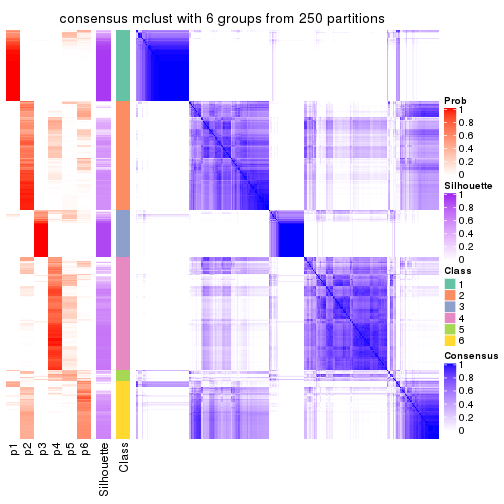 consensus mclust with 6 groups from 250 partitions
Prob
1
0.8
0.6
0.4
0.2
0
Silhouette
1
0.8
0.6
0.4
0.2
0
Class
1
2
3
4
5
6
Consensus
1
0.8
0.6
0.4
0.2
0
p1
p2
p3
p4
p5
p6
Silhouette
Class